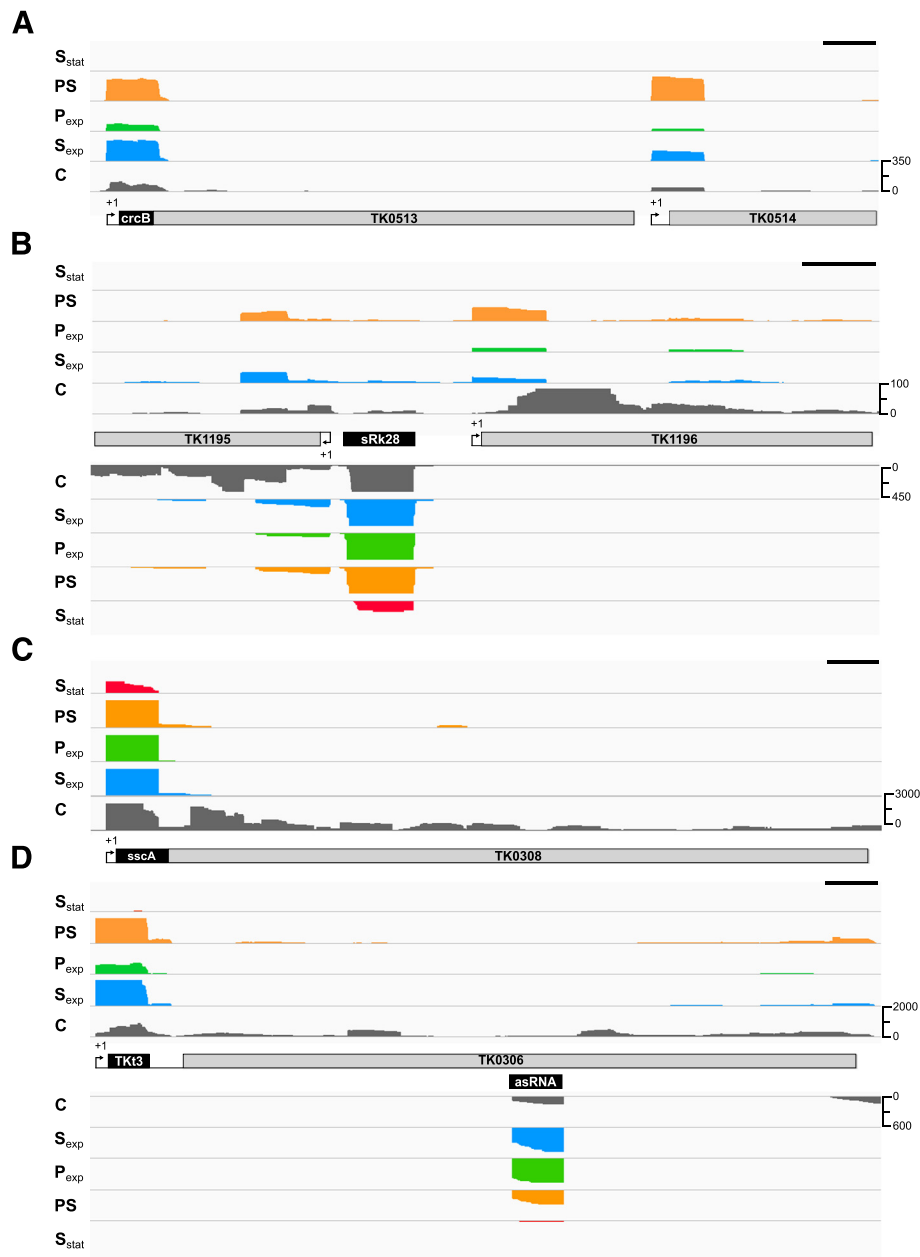 A
Sstat
PS
Pexp
Sexp
C
350
0
+1
+1
crcB
TK0513
TK0514
B
Sstat
PS
Pexp
Sexp
C
100
0
+1
TK1195
sRk28
TK1196
+1
C
0
450
Sexp
Pexp
PS
Sstat
C
Sstat
PS
Pexp
Sexp
C
3000
0
+1
sscA
TK0308
D
Sstat
PS
Pexp
Sexp
C
2000
0
+1
TKt3
TK0306
asRNA
C
0
600
Sexp
Pexp
PS
Sstat